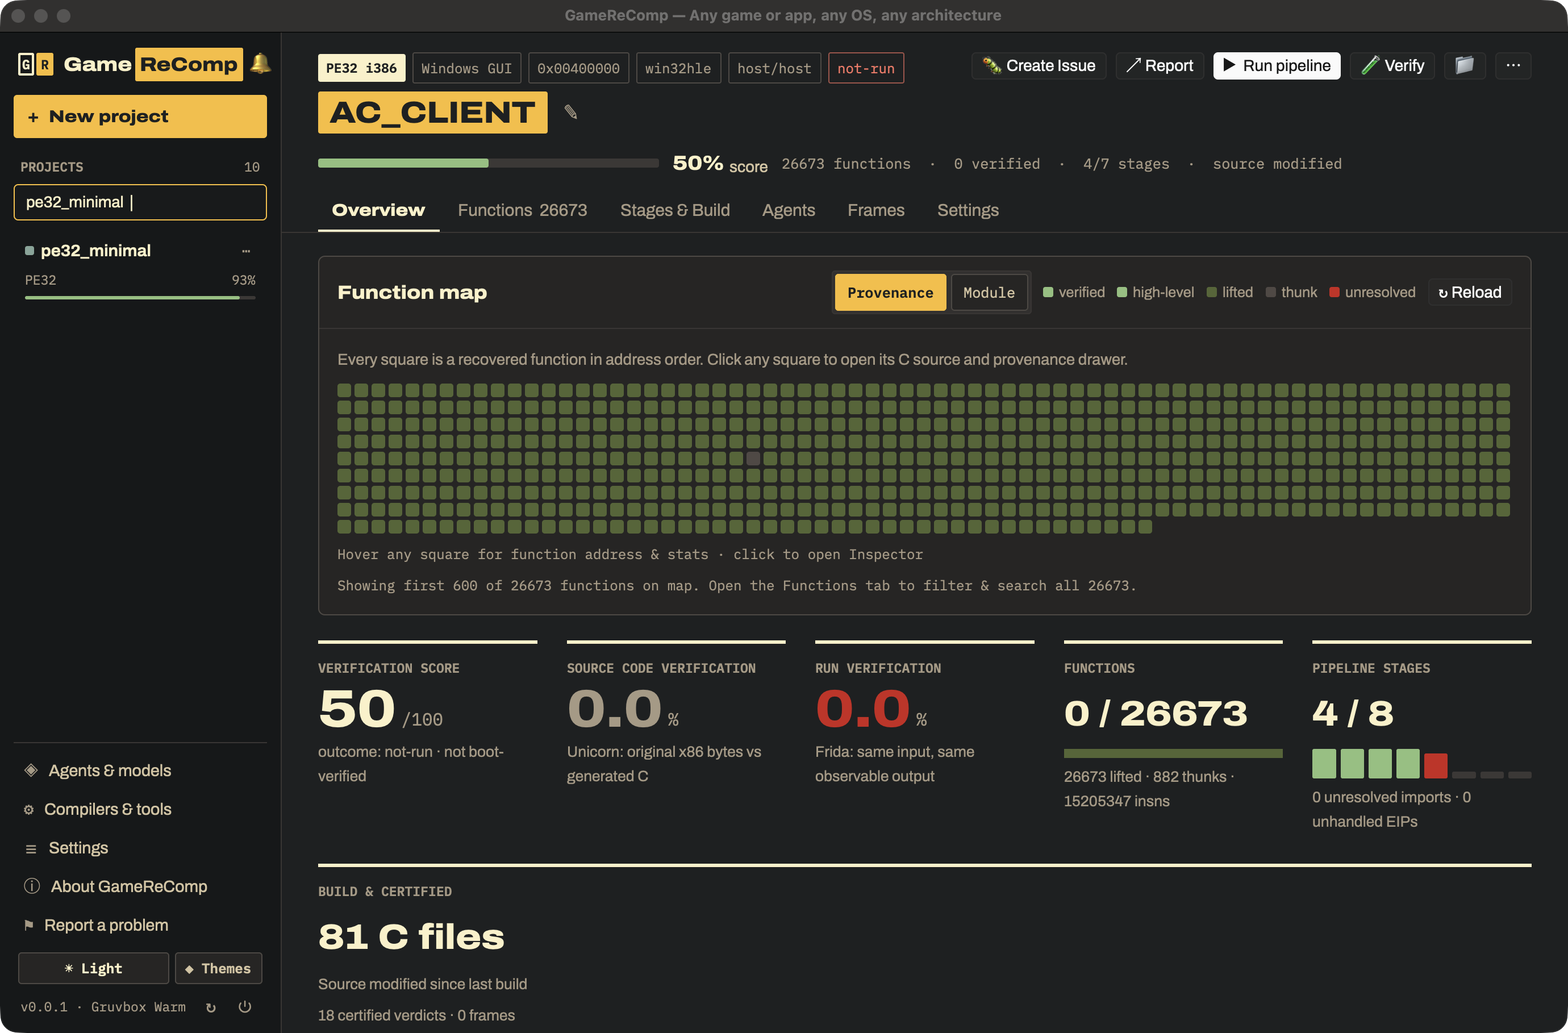 GameReComp — Any game or app, any OS, any architecture
GR Game ReComp
+ New project
PROJECTS 10
pe32_minimal
pe32_minimal ···
PE32 93%
Agents & models
Compilers & tools
Settings
About GameReComp
Report a problem
Light
Themes
v0.0.1 · Gruvbox Warm
PE32 i386 Windows GUI 0x00400000 win32hle host/host not-run
Create Issue Report Run pipeline Verify ···
AC_CLIENT
50% score 26673 functions · 0 verified · 4/7 stages · source modified
Overview Functions 26673 Stages & Build Agents Frames Settings
Function map
Provenance Module verified high-level lifted thunk unresolved ↻ Reload
Every square is a recovered function in address order. Click any square to open its C source and provenance drawer.
Hover any square for function address & stats · click to open Inspector
Showing first 600 of 26673 functions on map. Open the Functions tab to filter & search all 26673.
VERIFICATION SCORE
50 /100
outcome: not-run · not boot-
verified
SOURCE CODE VERIFICATION
0.0 %
Unicorn: original x86 bytes vs
generated C
RUN VERIFICATION
0.0 %
Frida: same input, same
observable output
FUNCTIONS
0 / 26673
26673 lifted · 882 thunks ·
15205347 insns
PIPELINE STAGES
4 / 8
0 unresolved imports · 0
unhandled EIPs
BUILD & CERTIFIED
81 C files
Source modified since last build
18 certified verdicts · 0 frames